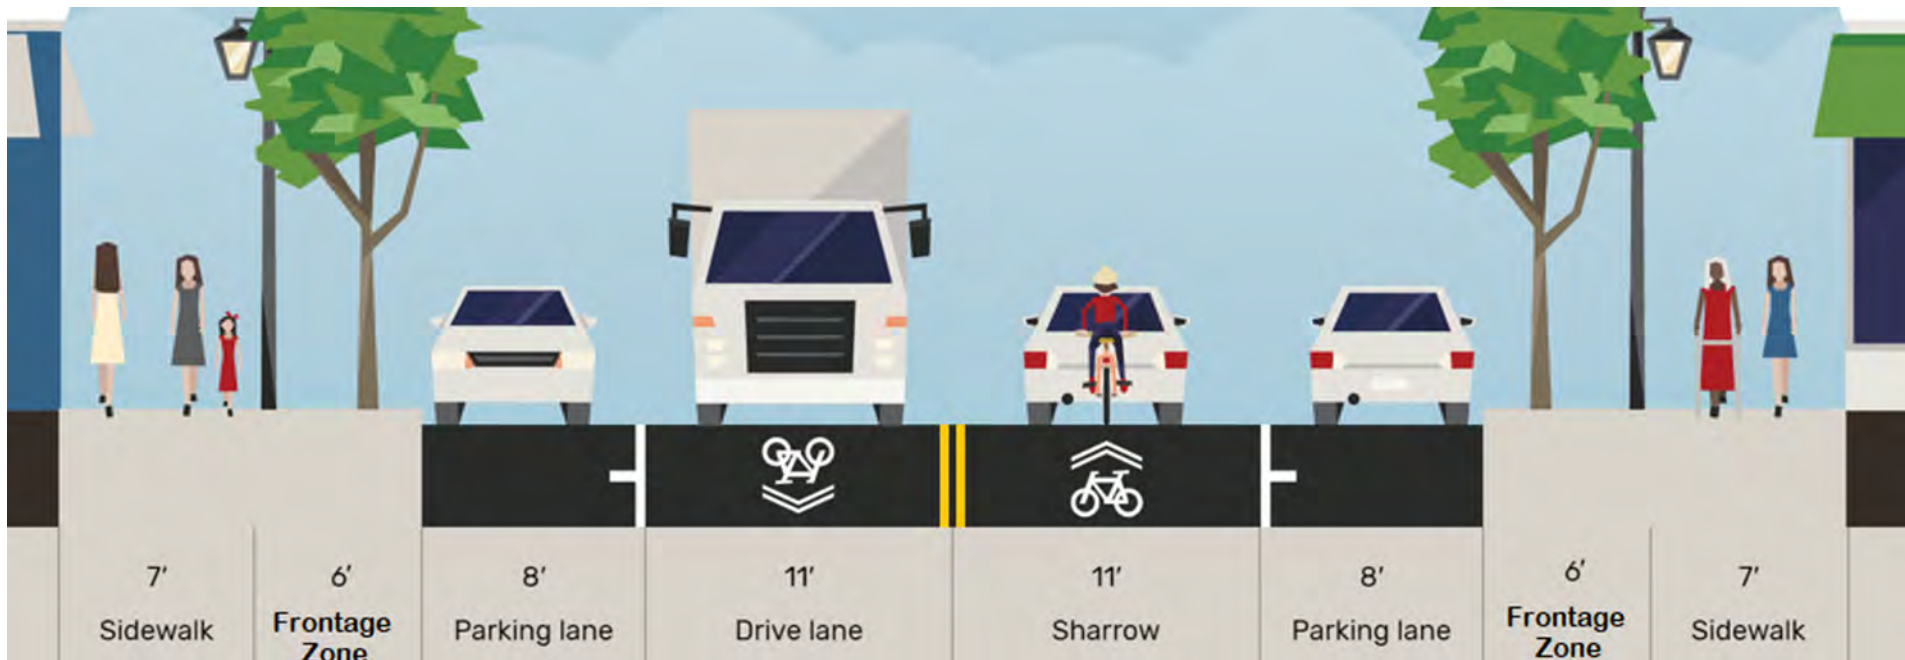 7′
Sidewalk
6′
Frontage
Zone
8′
Parking lane
11′
Drive lane
11′
Sharrow
8′
Parking lane
6′
Frontage
Zone
7′
Sidewalk